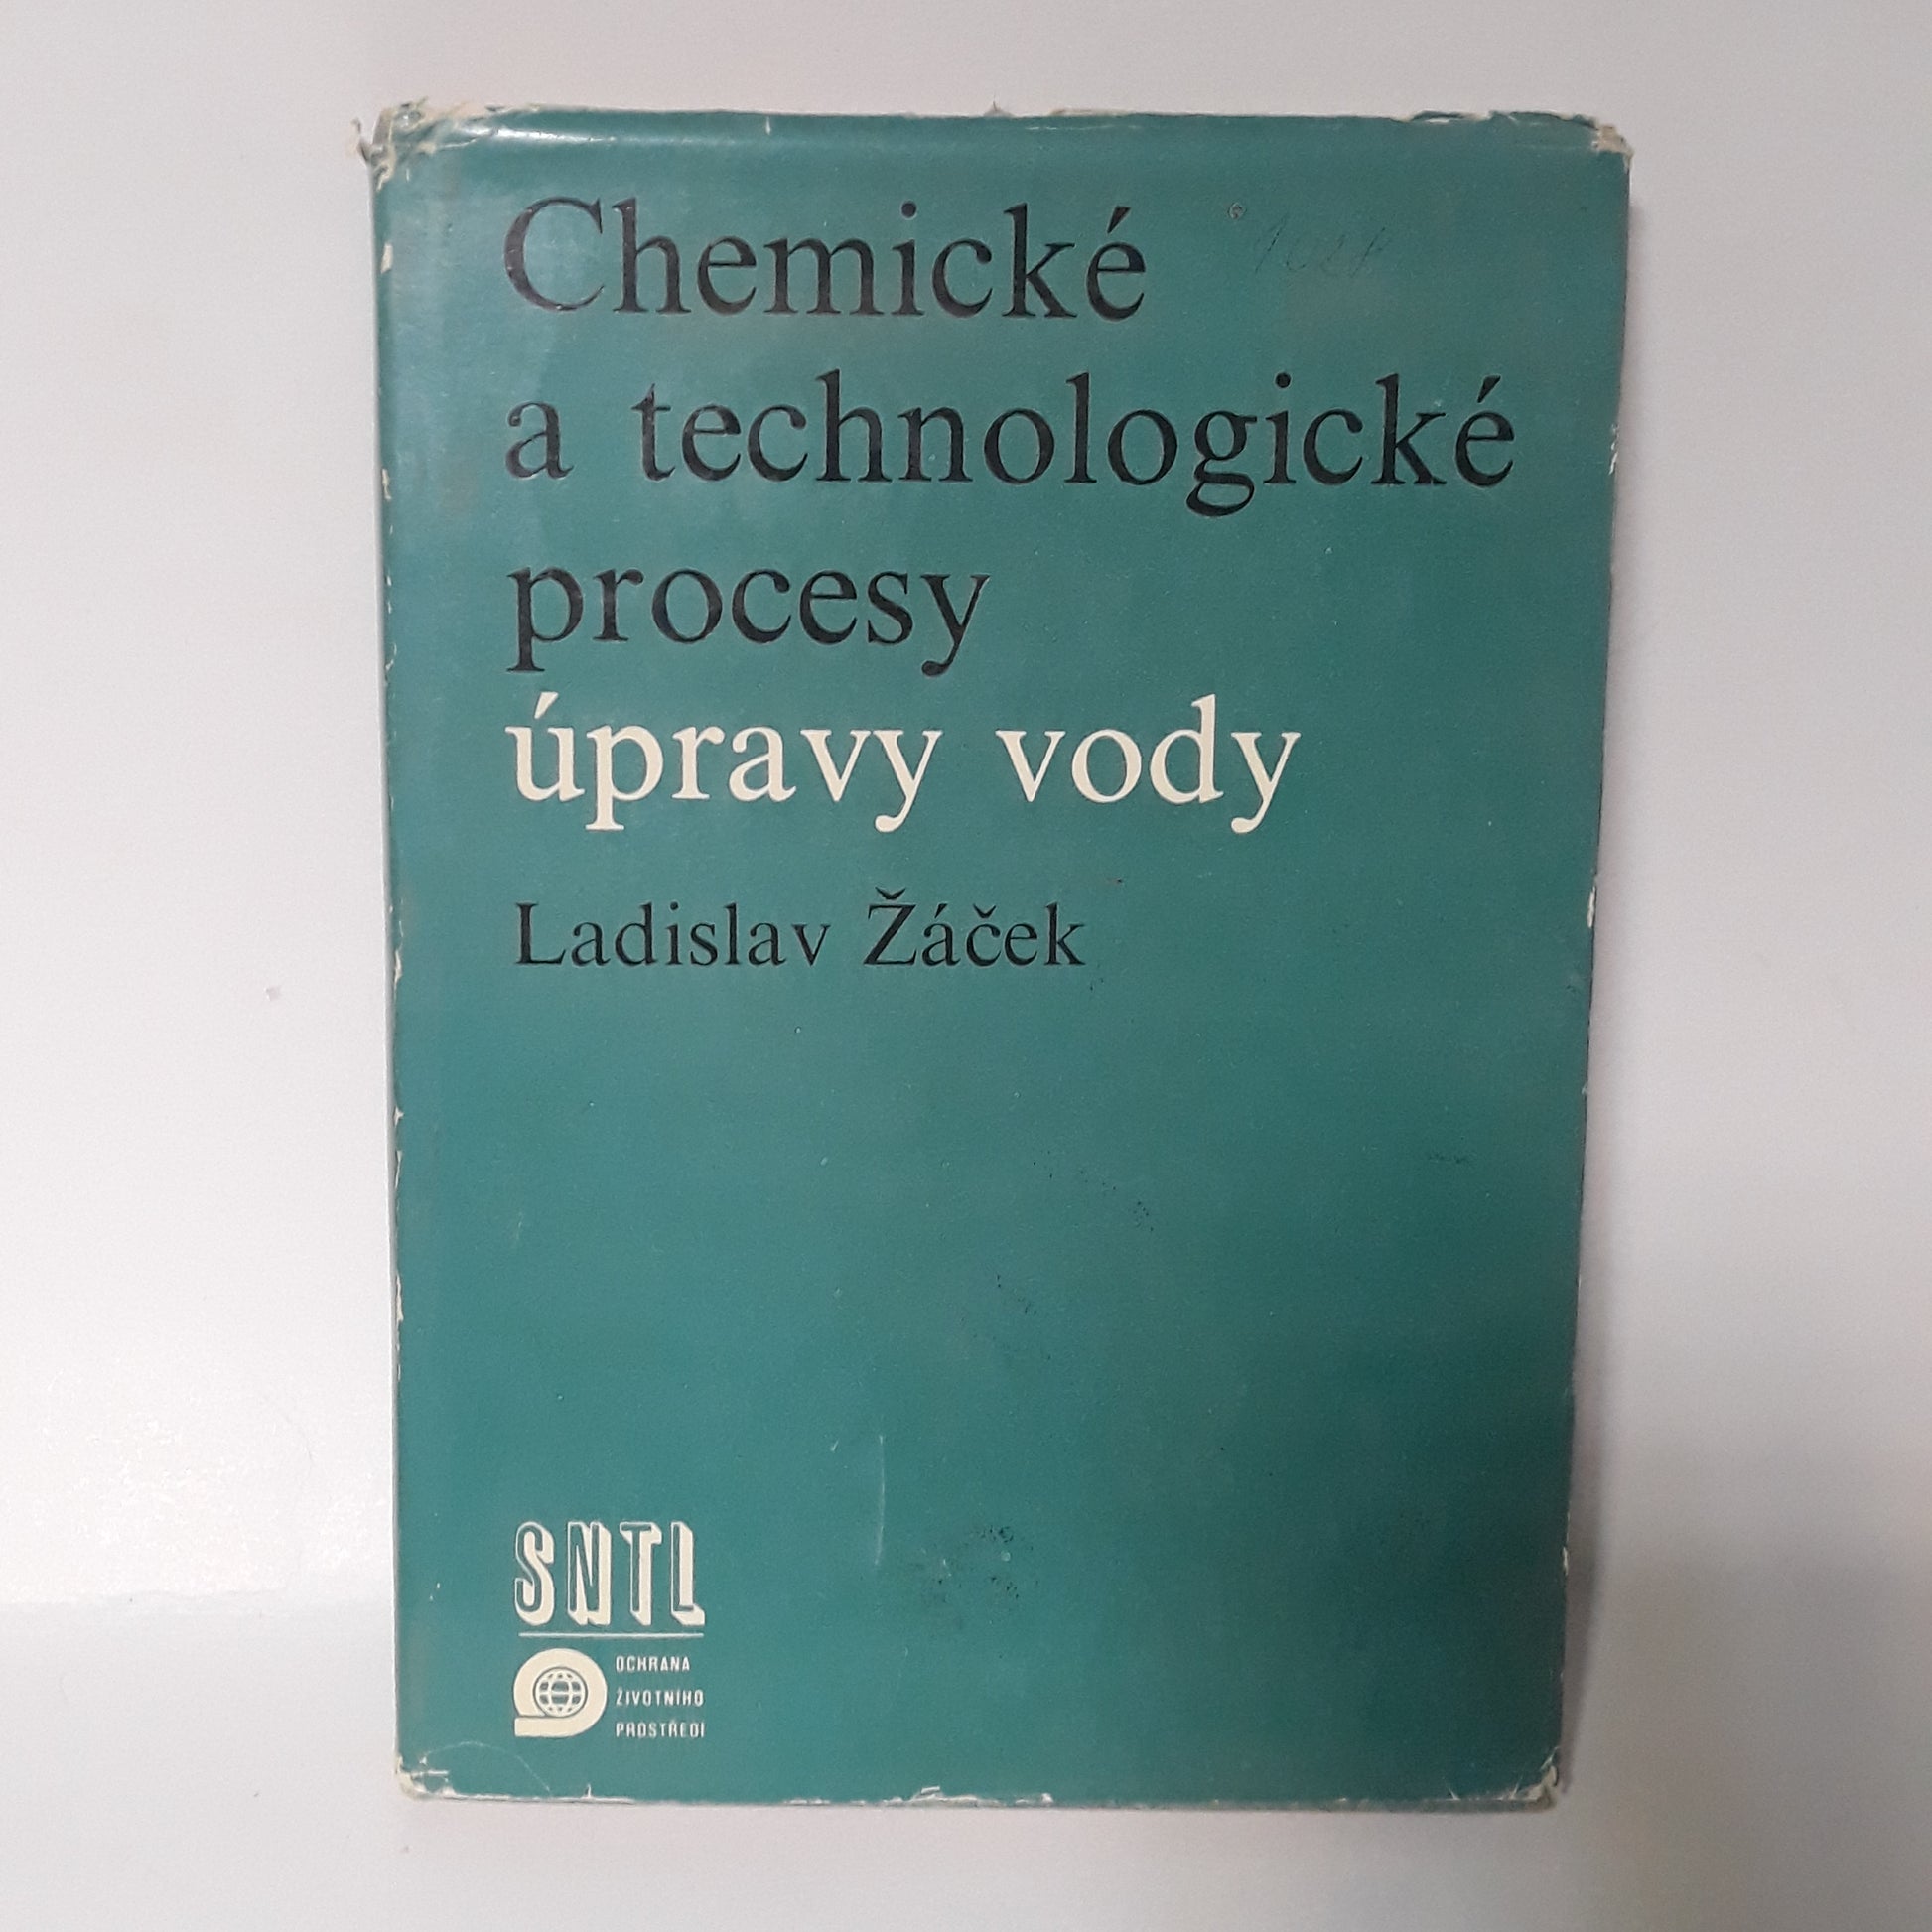 Chemické
a technologické
procesy
úpravy vody
Ladislav Žáček
SNTL
OCHRANA
ŽIVOTNÍHO
PROSTŘEDÍ